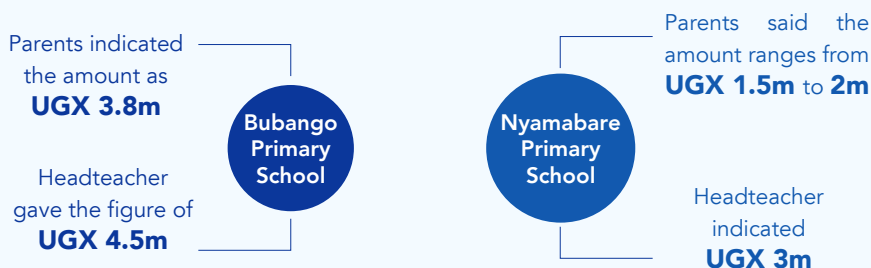 Parents indicated
the amount as
UGX 3.8m
Bubango
Primary
School
Headteacher
gave the figure of
UGX 4.5m
Parents said the
amount ranges from
UGX 1.5m to 2m
Nyamabare
Primary
School
Headteacher
indicated
UGX 3m